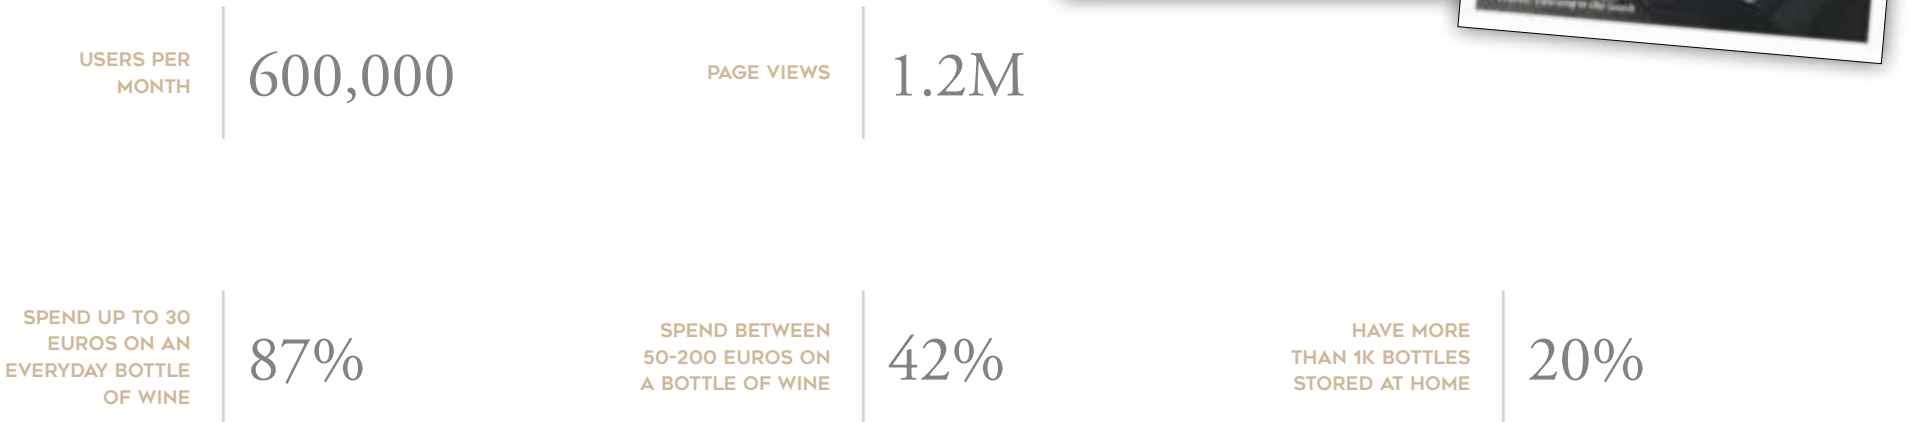 USERS PER
MONTH
600,000
PAGE VIEWS
1.2M
SPEND UP TO 30
EUROS ON AN
EVERYDAY BOTTLE
OF WINE
87%
SPEND BETWEEN
50-200 EUROS ON
A BOTTLE OF WINE
42%
HAVE MORE
THAN 1K BOTTLES
STORED AT HOME
20%